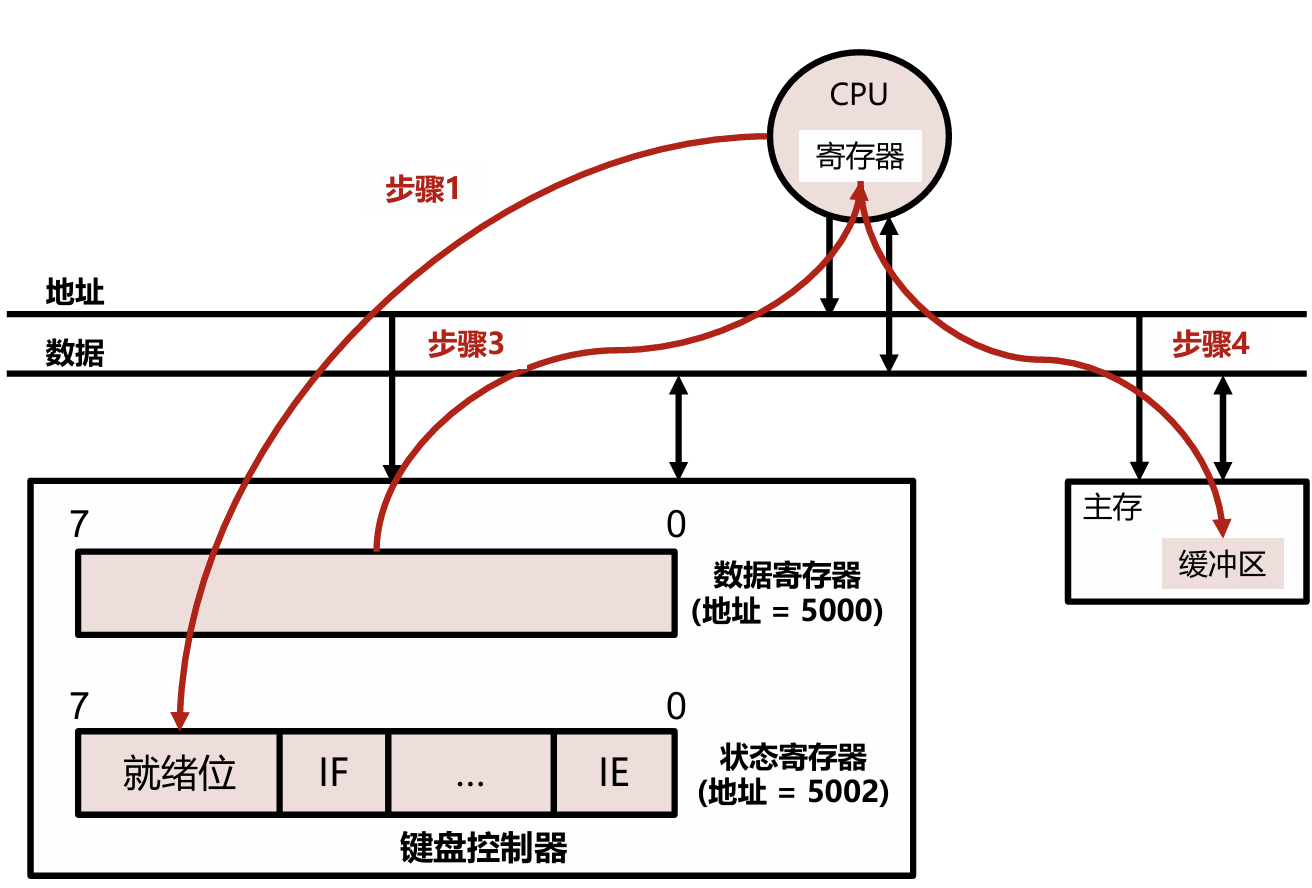 CPU
寄存器
步骤1
地址
步骤3
步骤4
数据
主存
缓冲区
7
0
数据寄存器
(地址 = 5000)
7
0
就绪位
IF
...
IE
状态寄存器
(地址 = 5002)
键盘控制器